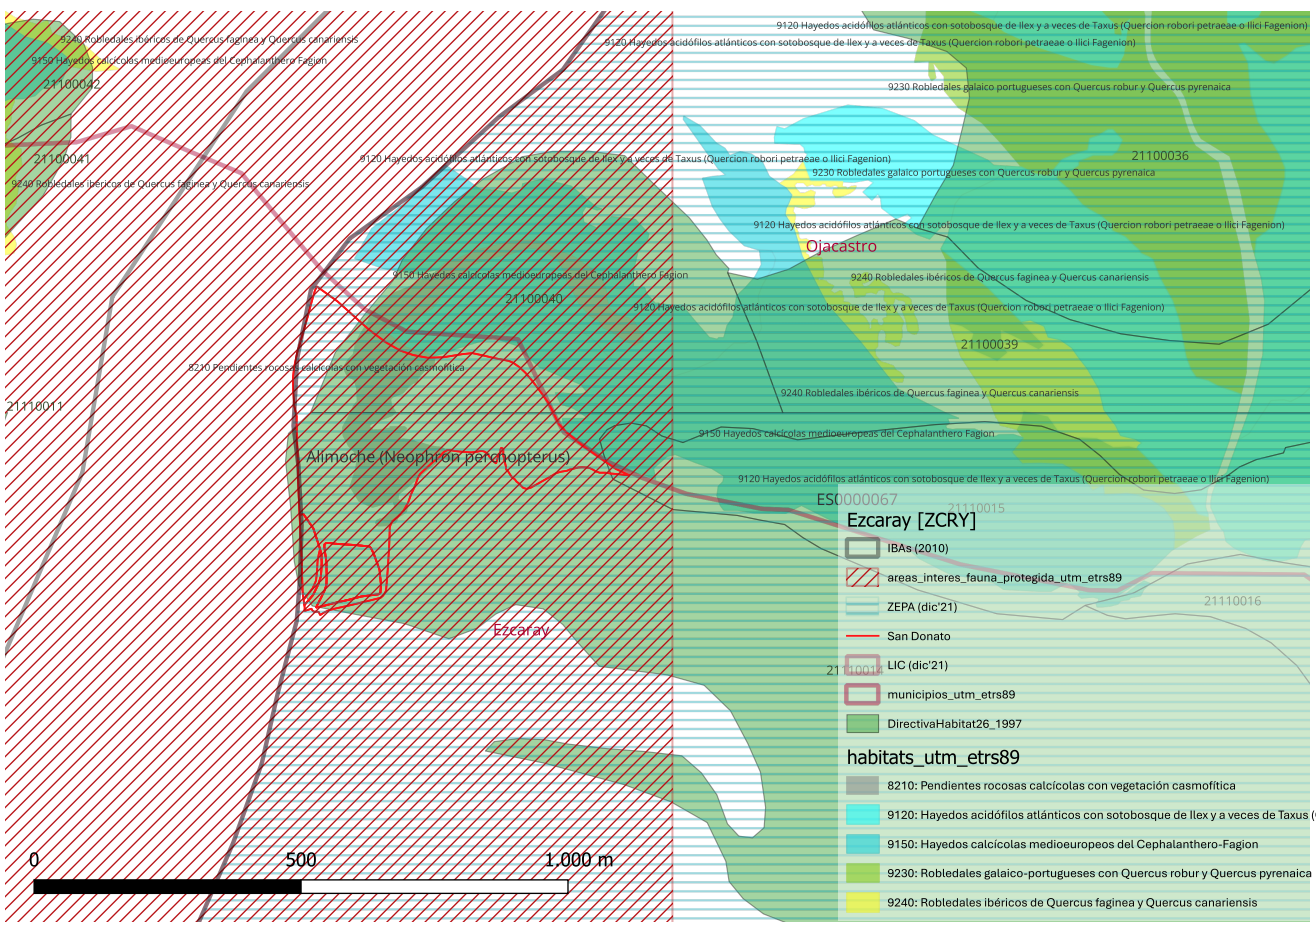 9120 Hayedos acidófilos atlánticos con sotobosque de Ilex y a veces de Taxus (Quercion robori petraeae o Ilici Fagenion)
9240 Robledales ibéricos de Quercus faginea y Quercus canariensis
9120 Hayedos acidófilos atlánticos con sotobosque de Ilex y a veces de Taxus (Quercion robori petraeae o Ilici Fagenion)
9150 Hayedos calcícolas medioeuropeas del Cephalanthero Fagion
21100042
9230 Robledales galaico portugueses con Quercus robur y Quercus pyrenaica
21100041
9120 Hayedos acidófilos atlánticos con sotobosque de Ilex y a veces de Taxus (Quercion robori petraeae o Ilici Fagenion)
21100036
9230 Robledales galaico portugueses con Quercus robur y Quercus pyrenaica
9240 Robledales ibéricos de Quercus faginea y Quercus canariensis
9120 Hayedos acidófilos atlánticos con sotobosque de Ilex y a veces de Taxus (Quercion robori petraeae o Ilici Fagenion)
Ojacastro
9150 Hayedos calcícolas medioeuropeas del Cephalanthero Fagion
9240 Robledales ibéricos de Quercus faginea y Quercus canariensis
21100040
9120 Hayedos acidófilos atlánticos con sotobosque de Ilex y a veces de Taxus (Quercion robori petraeae o Ilici Fagenion)
21100039
8210 Pendientes rocosas calcícolas con vegetación casmofítica
9240 Robledales ibéricos de Quercus faginea y Quercus canariensis
21110011
9150 Hayedos calcícolas medioeuropeas del Cephalanthero Fagion
Alimoche (Neophron perchopterus)
9120 Hayedos acidófilos atlánticos con sotobosque de Ilex y a veces de Taxus (Quercion robori petraeae o Ilici Fagenion)
ES0000067
21110015
21110016
Ezcaray
21110014
Ezcaray [ZCRY]
IBAs (2010)
areas_interes_fauna_protegida_utm_etrs89
ZEPA (dic'21)
San Donato
LIC (dic'21)
municipios_utm_etrs89
DirectivaHabitat26_1997
habitats_utm_etrs89
8210: Pendientes rocosas calcícolas con vegetación casmofítica
9120: Hayedos acidófilos atlánticos con sotobosque de Ilex y a veces de Taxus (
9150: Hayedos calcícolas medioeuropeos del Cephalanthero-Fagion
9230: Robledales galaico-portugueses con Quercus robur y Quercus pyrenaica
9240: Robledales ibéricos de Quercus faginea y Quercus canariensis
0 500 1.000 m